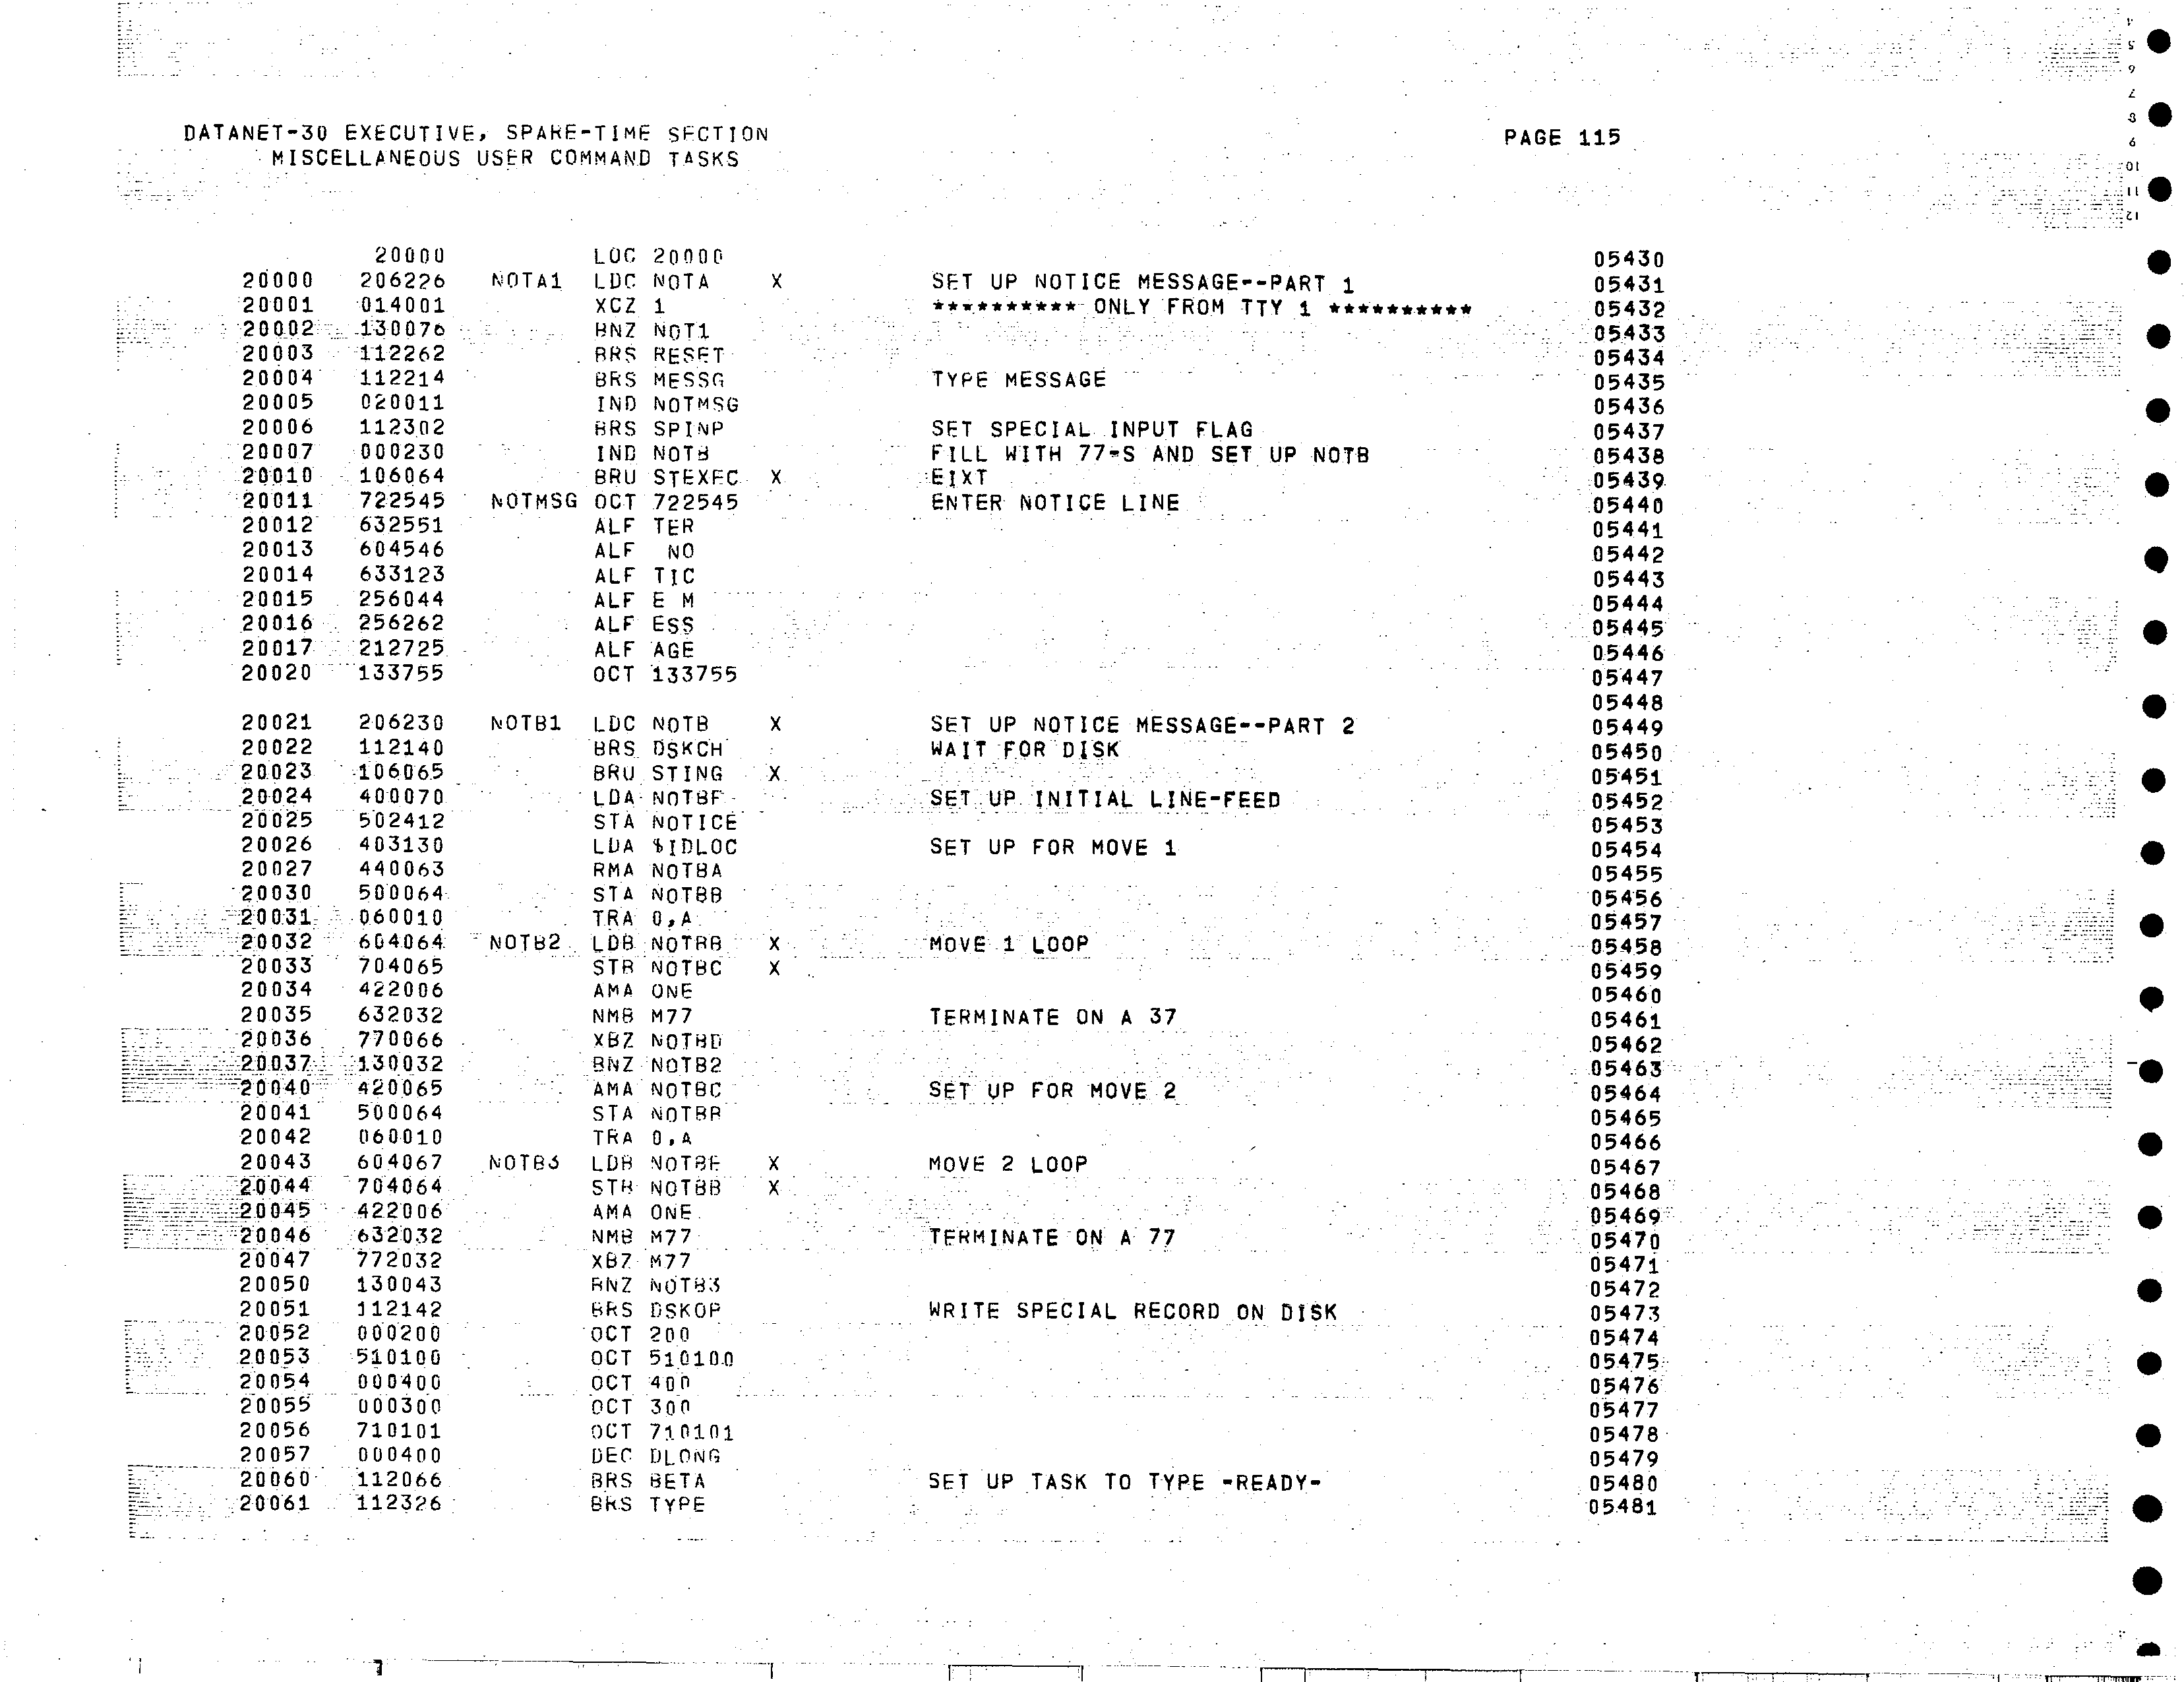 DATANET-30 EXECUTIVE, SPARE-TIME SECTION PAGE 115
MISCELLANEOUS USER COMMAND TASKS
20000 LOC 20000 05430
20000 206226 NOTA1 LDC NOTA X SET UP NOTICE MESSAGE--PART 1 05431
20001 014001 XCZ 1 ********** ONLY FROM TTY 1 ********** 05432
20002 130076 BNZ NOT1 05433
20003 112262 BRS RESET 05434
20004 112214 BRS MESSG TYPE MESSAGE 05435
20005 020011 IND NOTMSG 05436
20006 112302 BRS SPINP SET SPECIAL INPUT FLAG 05437
20007 000230 IND NOTB FILL WITH 77-S AND SET UP NOTB 05438
20010 106064 BRU STEXEC X EIXT 05439
20011 722545 NOTMSG OCT 722545 ENTER NOTICE LINE 05440
20012 632551 ALF TER 05441
20013 604546 ALF NO 05442
20014 633123 ALF TIC 05443
20015 256044 ALF E M 05444
20016 256262 ALF ESS 05445
20017 212725 ALF AGE 05446
20020 133755 OCT 133755 05447
05448
20021 206230 NOTB1 LDC NOTB X SET UP NOTICE MESSAGE--PART 2 05449
20022 112140 BRS DSKCH WAIT FOR DISK 05450
20023 106065 BRU STING X 05451
20024 400070 LDA NOTBF SET UP INITIAL LINE-FEED 05452
20025 502412 STA NOTICE 05453
20026 403130 LDA $IDLOC SET UP FOR MOVE 1 05454
20027 440063 RMA NOTBA 05455
20030 500064 STA NOTBB 05456
20031 060010 TRA 0,A 05457
20032 604064 NOTB2 LDB NOTBB X MOVE 1 LOOP 05458
20033 704065 STB NOTBC X 05459
20034 422006 AMA ONE 05460
20035 632032 NMB M77 TERMINATE ON A 37 05461
20036 770066 XBZ NOTBD 05462
20037 130032 BNZ NOTB2 05463
20040 420065 AMA NOTBC SET UP FOR MOVE 2 05464
20041 500064 STA NOTBB 05465
20042 060010 TRA 0,A 05466
20043 604067 NOTB3 LDB NOTBE X MOVE 2 LOOP 05467
20044 704064 STB NOTBB X 05468
20045 422006 AMA ONE 05469
20046 632032 NMB M77 TERMINATE ON A 77 05470
20047 772032 XBZ M77 05471
20050 130043 BNZ NOTB3 05472
20051 112142 BRS DSKOP WRITE SPECIAL RECORD ON DISK 05473
20052 000200 OCT 200 05474
20053 510100 OCT 510100 05475
20054 000400 OCT 400 05476
20055 000300 OCT 300 05477
20056 710101 OCT 710101 05478
20057 000400 DEC DLONG 05479
20060 112066 BRS BETA SET UP TASK TO TYPE -READY- 05480
20061 112326 BRS TYPE 05481